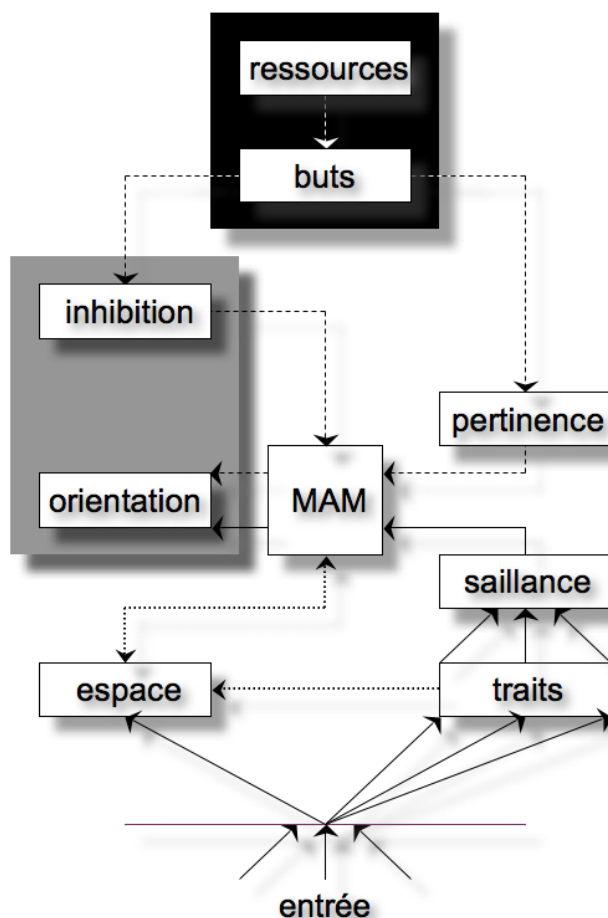 ressources
buts
inhibition
pertinence
orientation
MAM
saillance
espace
traits
entrée